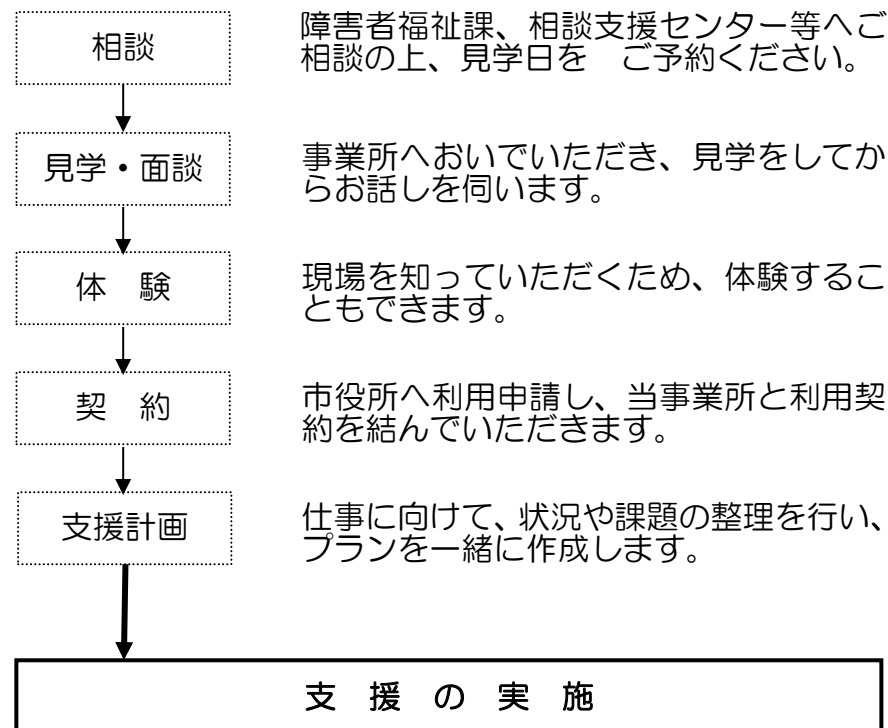 相談
障害者福祉課、相談支援センター等へご
相談の上、見学日を　ご予約ください。
見学・面談
事業所へおいでいただき、見学をしてか
らお話しを伺います。
体　験
現場を知っていただくため、体験するこ
ともできます。
契　約
市役所へ利用申請し、当事業所と利用契
約を結んでいただきます。
支援計画
仕事に向けて、状況や課題の整理を行い、
プランを一緒に作成します。
支　援　の　実　施